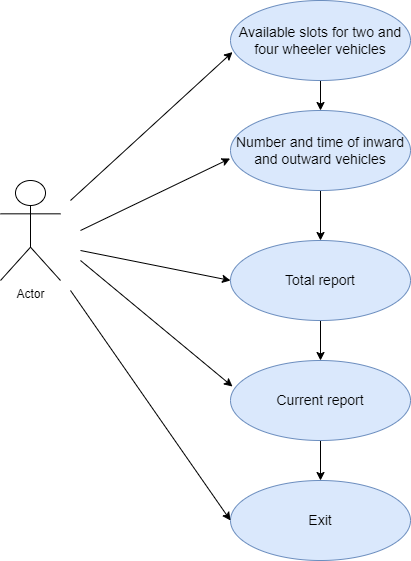 Available slots for two and
four wheeler vehicles
Number and time of inward
and outward vehicles
Actor
Total report
Current report
Exit